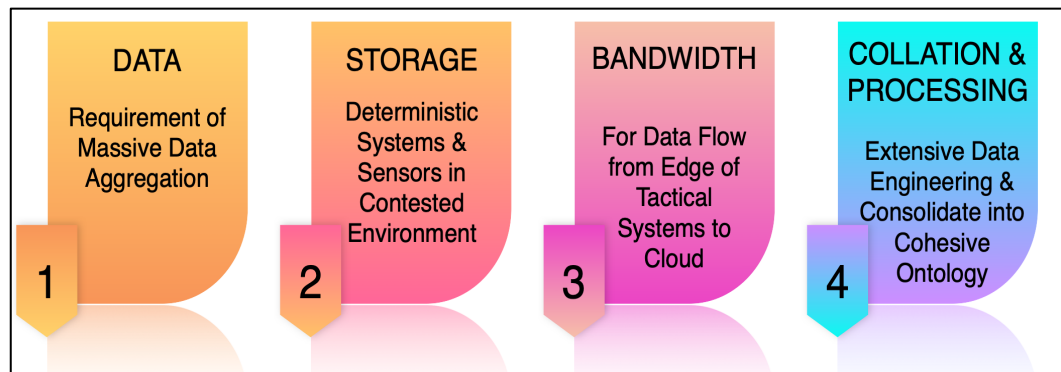 DATA
Requirement of
Massive Data
Aggregation
1
STORAGE
Deterministic
Systems &
Sensors in
Contested
Environment
2
BANDWIDTH
For Data Flow
from Edge of
Tactical
Systems to
Cloud
3
COLLATION &
PROCESSING
Extensive Data
Engineering &
Consolidate into
Cohesive
Ontology
4